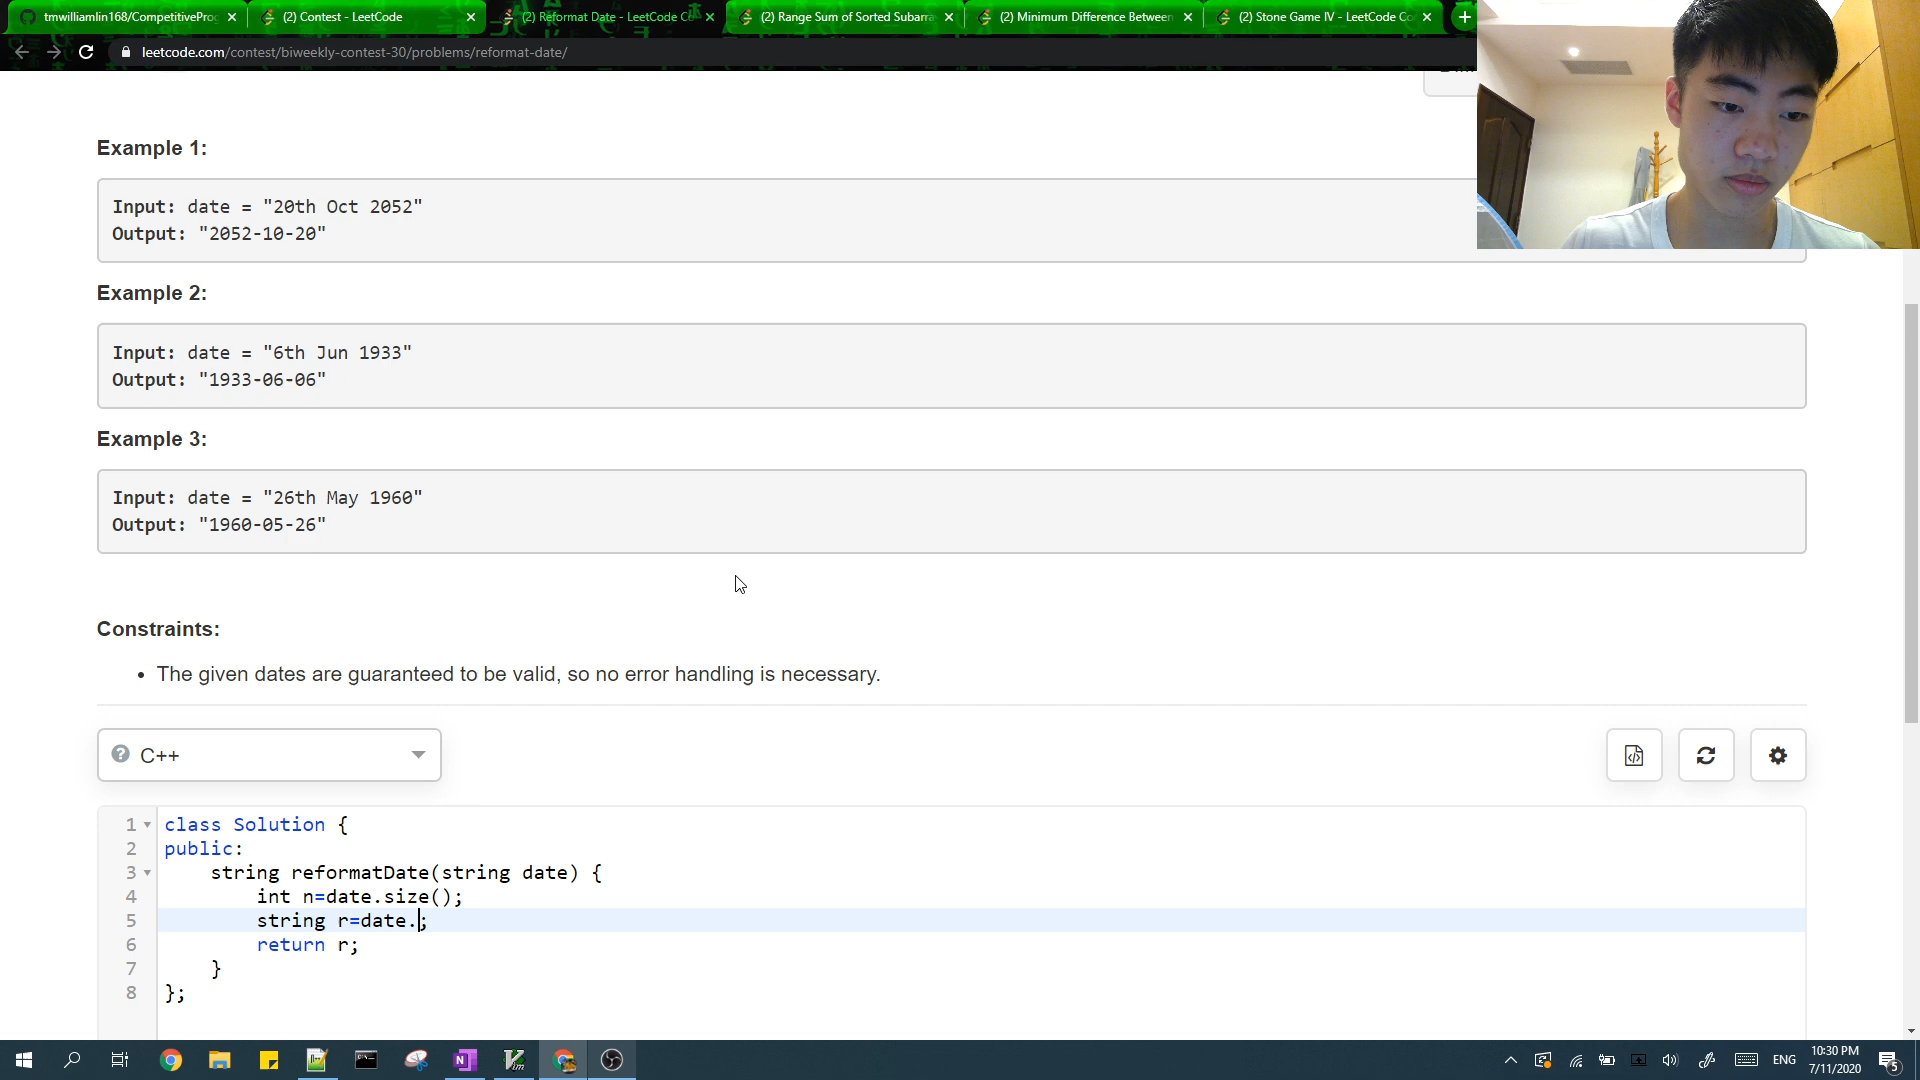 tmwilliamlin168/CompetitiveProg
(2) Contest - LeetCode
(2) Reformat Date - LeetCode Co
(2) Range Sum of Sorted Subarra
(2) Minimum Difference Between
(2) Stone Game IV - LeetCode Co
leetcode.com/contest/biweekly-contest-30/problems/reformat-date/
Example 1:
Input: date = "20th Oct 2052"
Output: "2052-10-20"
Example 2:
Input: date = "6th Jun 1933"
Output: "1933-06-06"
Example 3:
Input: date = "26th May 1960"
Output: "1960-05-26"
Constraints:
• The given dates are guaranteed to be valid, so no error handling is necessary.
C++
1 class Solution {
2 public:
3 string reformatDate(string date) {
4 int n=date.size();
5 string r=date.;
6 return r;
7 }
8 };
ENG
10:30 PM
7/11/2020
5